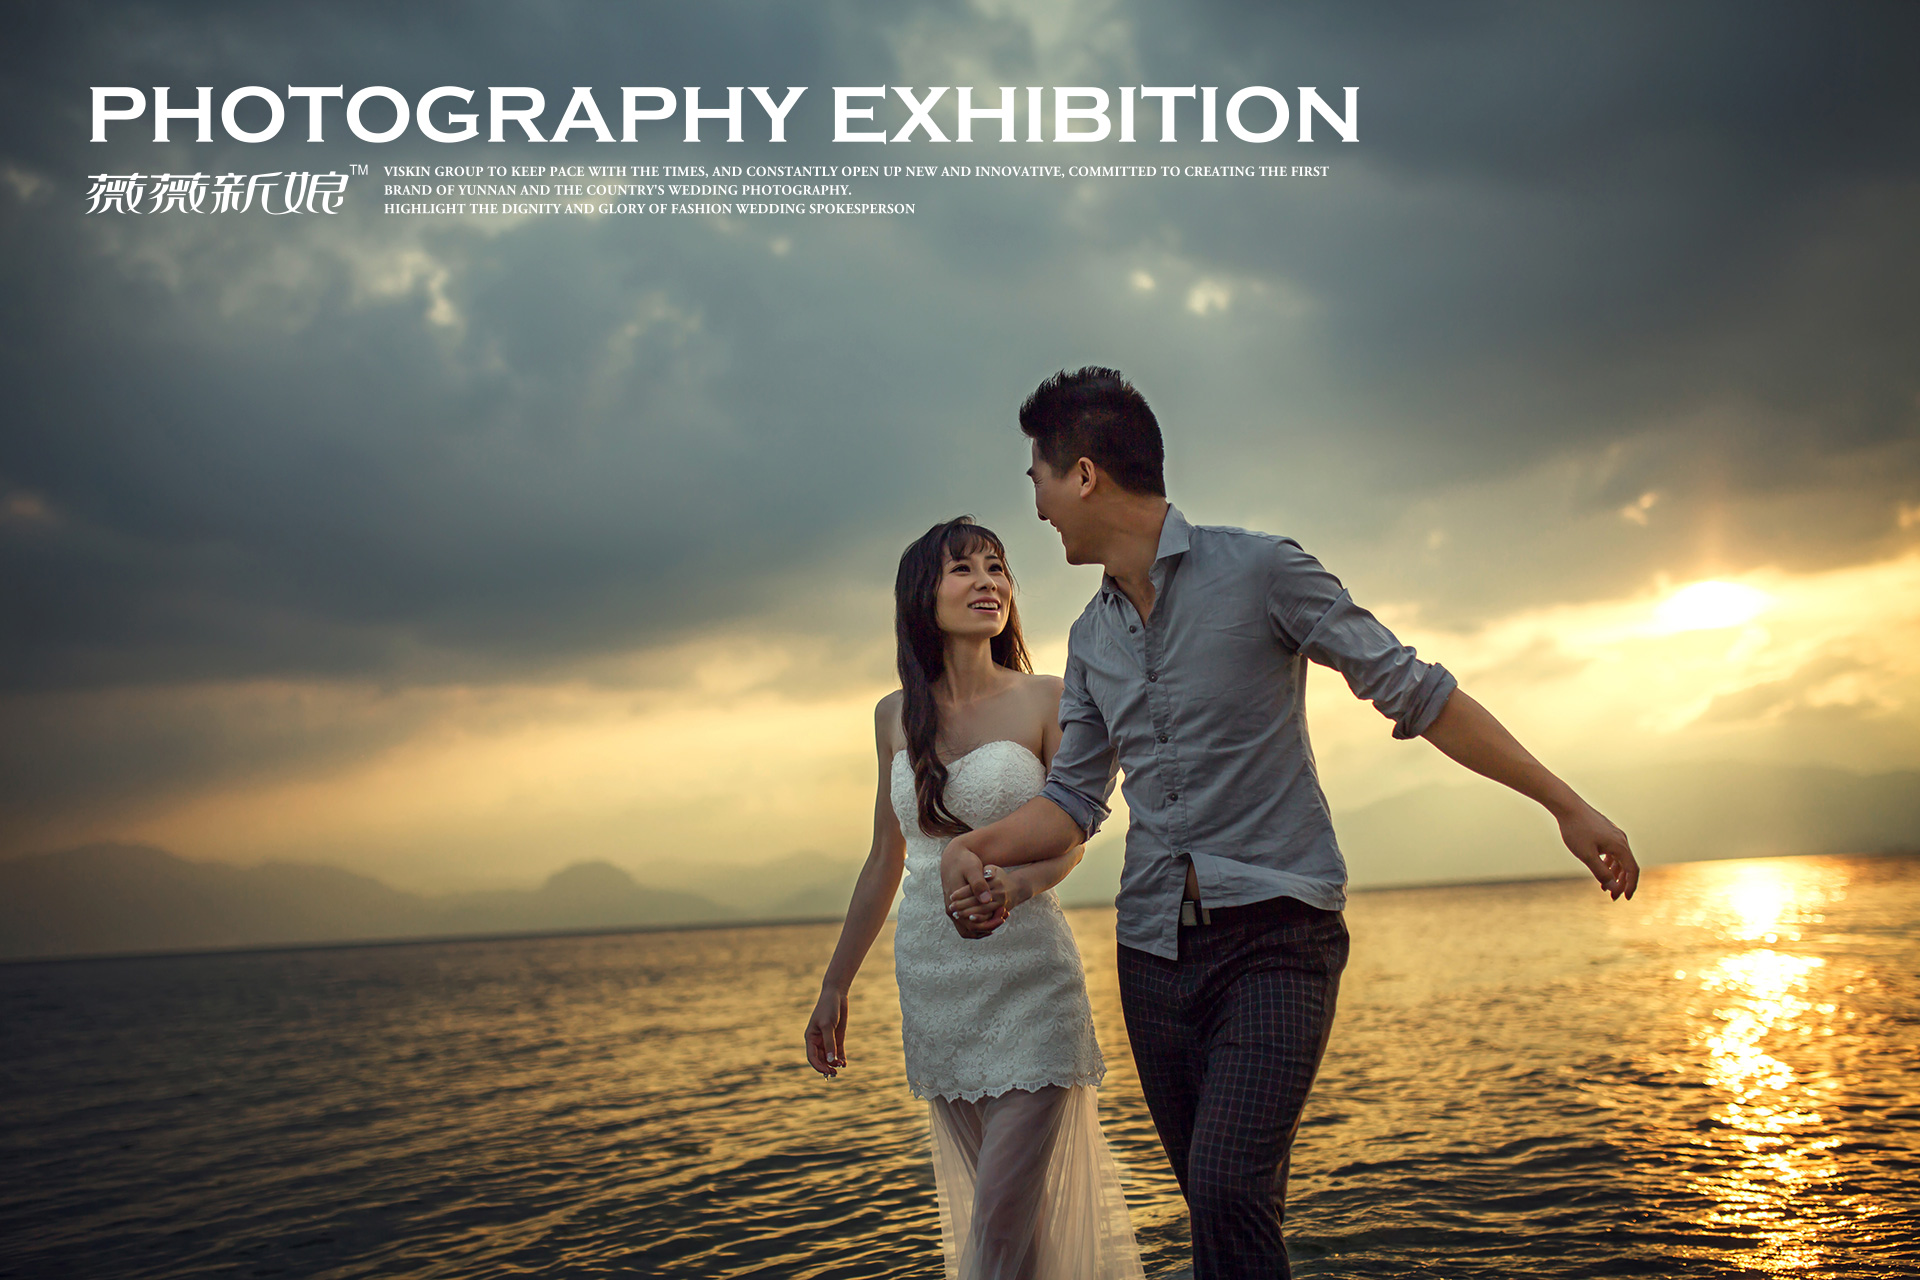 PHOTOGRAPHY EXHIBITION
薇薇新娘™
VISKIN GROUP TO KEEP PACE WITH THE TIMES, AND CONSTANTLY OPEN UP NEW AND INNOVATIVE, COMMITTED TO CREATING THE FIRST
BRAND OF YUNNAN AND THE COUNTRY'S WEDDING PHOTOGRAPHY.
HIGHLIGHT THE DIGNITY AND GLORY OF FASHION WEDDING SPOKESPERSON